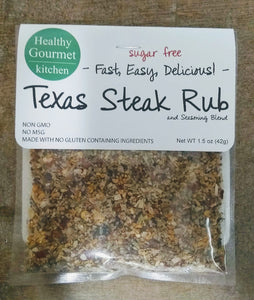 Healthy
Gourmet
kitchen
sugar free
- Fast, Easy, Delicious! -
Texas Steak Rub
and Seasoning Blend
NON GMO
NO MSG
MADE WITH NO GLUTEN CONTAINING INGREDIENTS
Net WT 1.5 oz (42g)